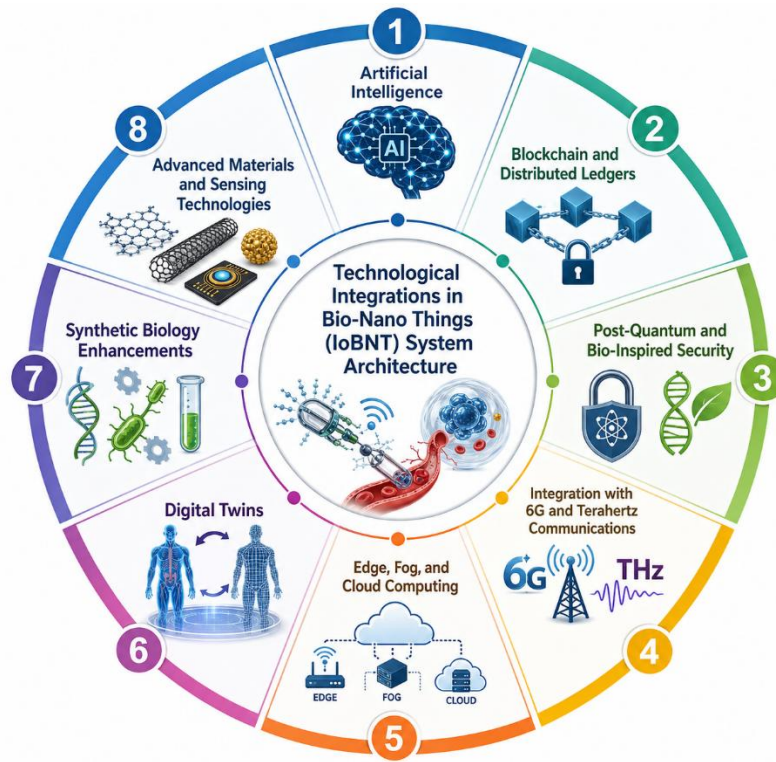 Technological
Integrations in
Bio-Nano Things
(IoBNT) System
Architecture
1
Artificial
Intelligence
AI
2
Blockchain and
Distributed Ledgers
3
Post-Quantum and
Bio-Inspired Security
4
Integration with
6G and Terahertz
Communications
6G
THz
5
Edge, Fog, and
Cloud Computing
EDGE
FOG
CLOUD
6
Digital Twins
7
Synthetic Biology
Enhancements
8
Advanced Materials
and Sensing
Technologies